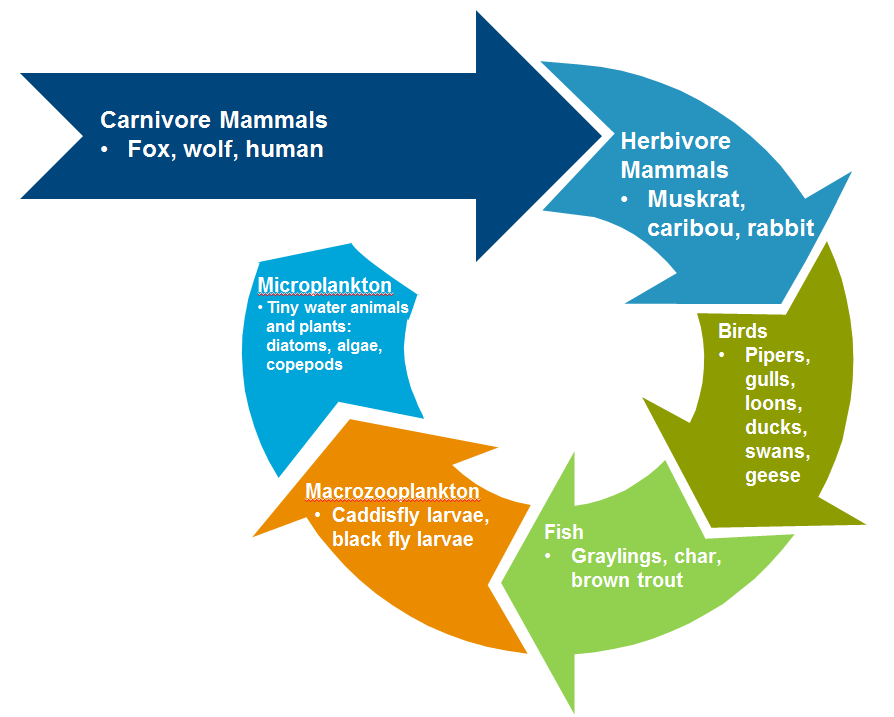 Carnivore Mammals
• Fox, wolf, human
Herbivore
Mammals
• Muskrat,
caribou, rabbit
Birds
• Pipers,
gulls,
loons,
ducks,
swans,
geese
Fish
• Graylings, char,
brown trout
Macrozooplankton
• Caddisfly larvae,
black fly larvae
Microplankton
• Tiny water animals
and plants:
diatoms, algae,
copepods